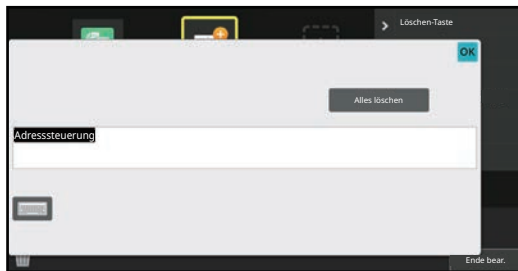 Löschen-Taste
OK
Alles löschen
Adresssteuerung
Ende bear.